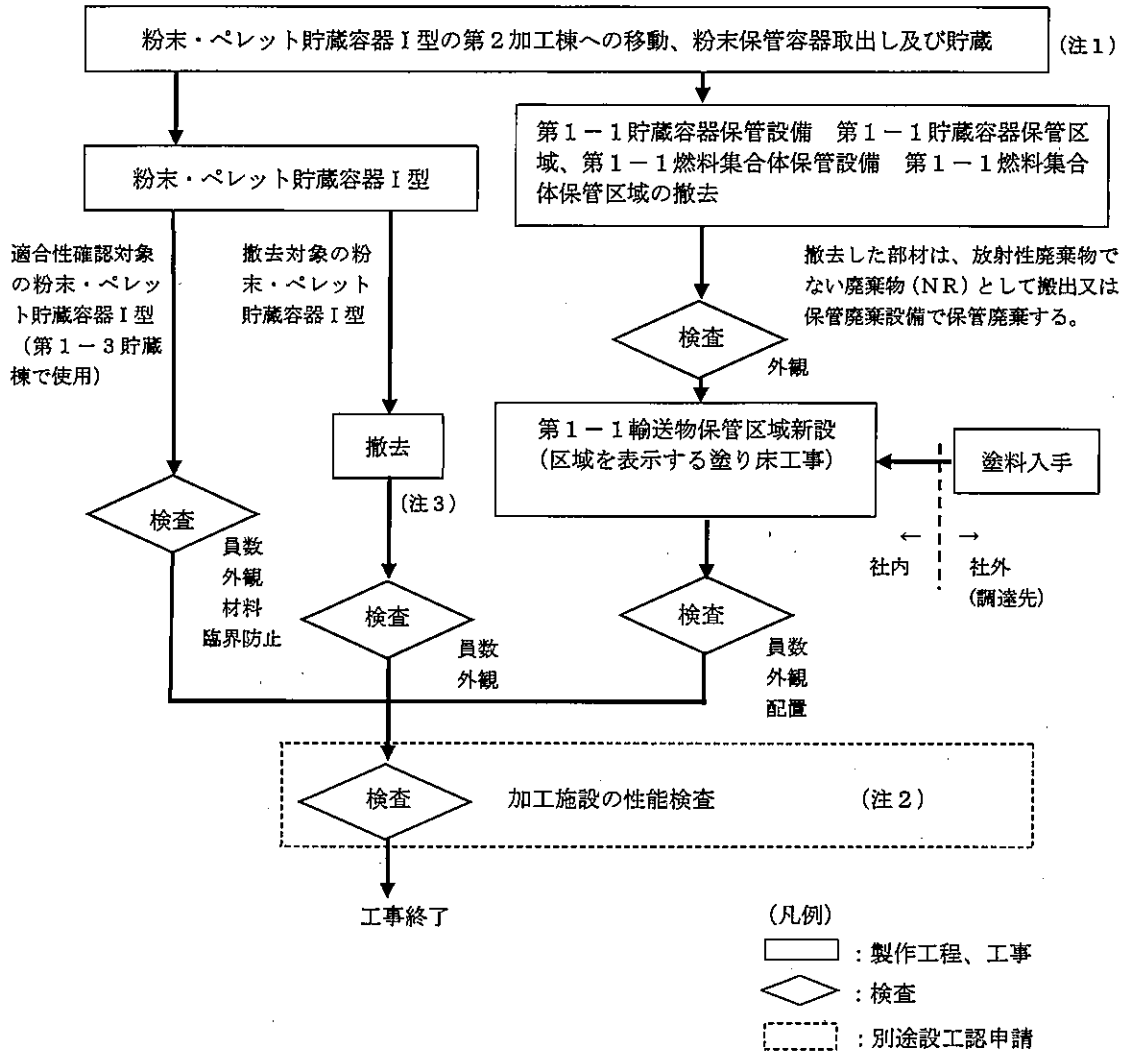 粉末・ペレット貯蔵容器Ⅰ型の第2加工棟への移動、粉末保管容器取出し及び貯蔵
(注1)
第1-1貯蔵容器保管設備 第1-1貯蔵容器保管区
域、第1-1燃料集合体保管設備 第1-1燃料集合
体保管区域の撤去
粉末・ペレット貯蔵容器Ⅰ型
適合性確認対象
の粉末・ペレッ
ト貯蔵容器Ⅰ型
(第1-3貯蔵
棟で使用)
撤去対象の粉
末・ペレット
貯蔵容器Ⅰ型
撤去した部材は、放射性廃棄物で
ない廃棄物(NR)として搬出又は
保管廃棄設備で保管廃棄する。
検査
外観
撤去
(注3)
第1-1輸送物保管区域新設
(区域を表示する塗り床工事)
塗料入手
← →
社内 社外
(調達先)
検査
員数
外観
材料
臨界防止
検査
員数
外観
検査
員数
外観
配置
検査 加工施設の性能検査 (注2)
工事終了
(凡例)
:製作工程、工事
:検査
:別途設工認申請